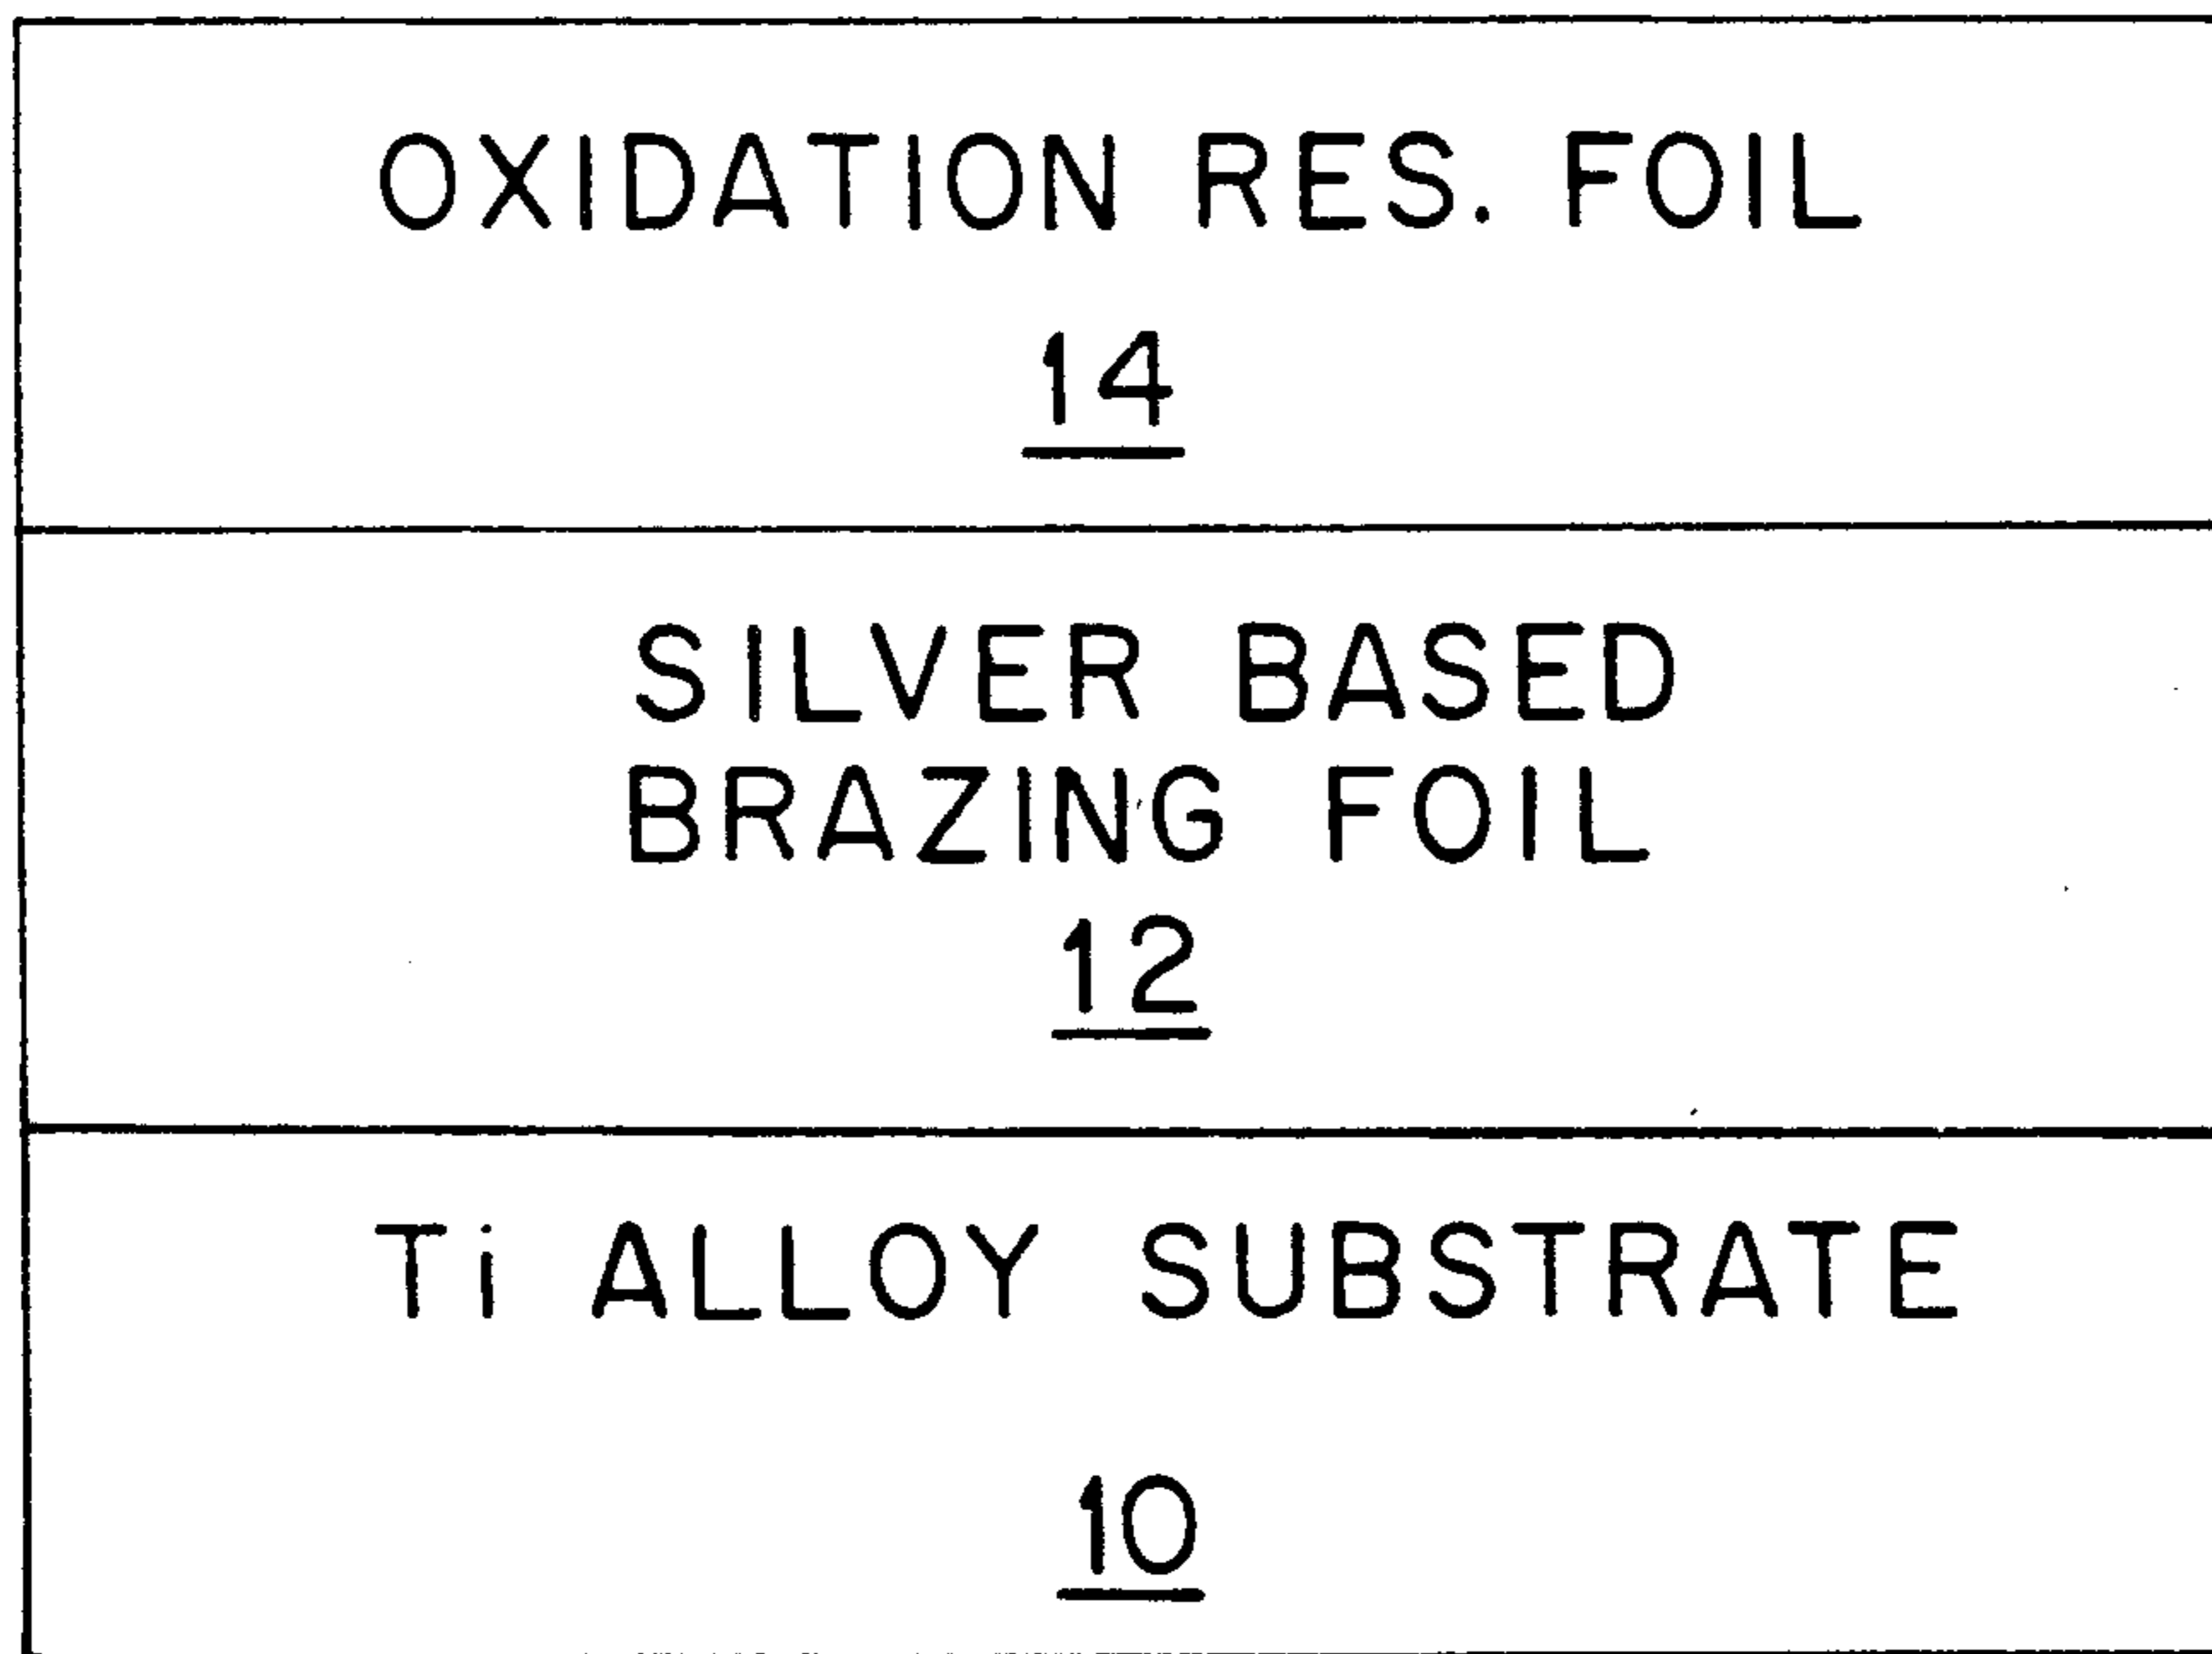 OXIDATION RES. FOIL
14
SILVER BASED
BRAZING FOIL
12
Ti ALLOY SUBSTRATE
10